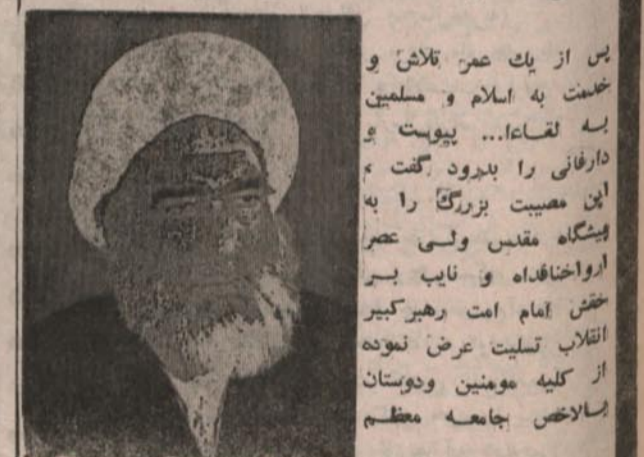 پس از یک عمر تلاش و
خدمت به اسلام و مسلمین
به لقاءا... پیوست و
دارفانی را بدرود گفت
این مصیبت بزرگ را به
پیشگاه مقدس ولی عصر
ارواحنافداه و نایب بر
حقش امام امت رهبر کبیر
انقلاب تسلیت عرض نموده
از کلیه مومنین ودوستان
بالاخص جامعه معظم